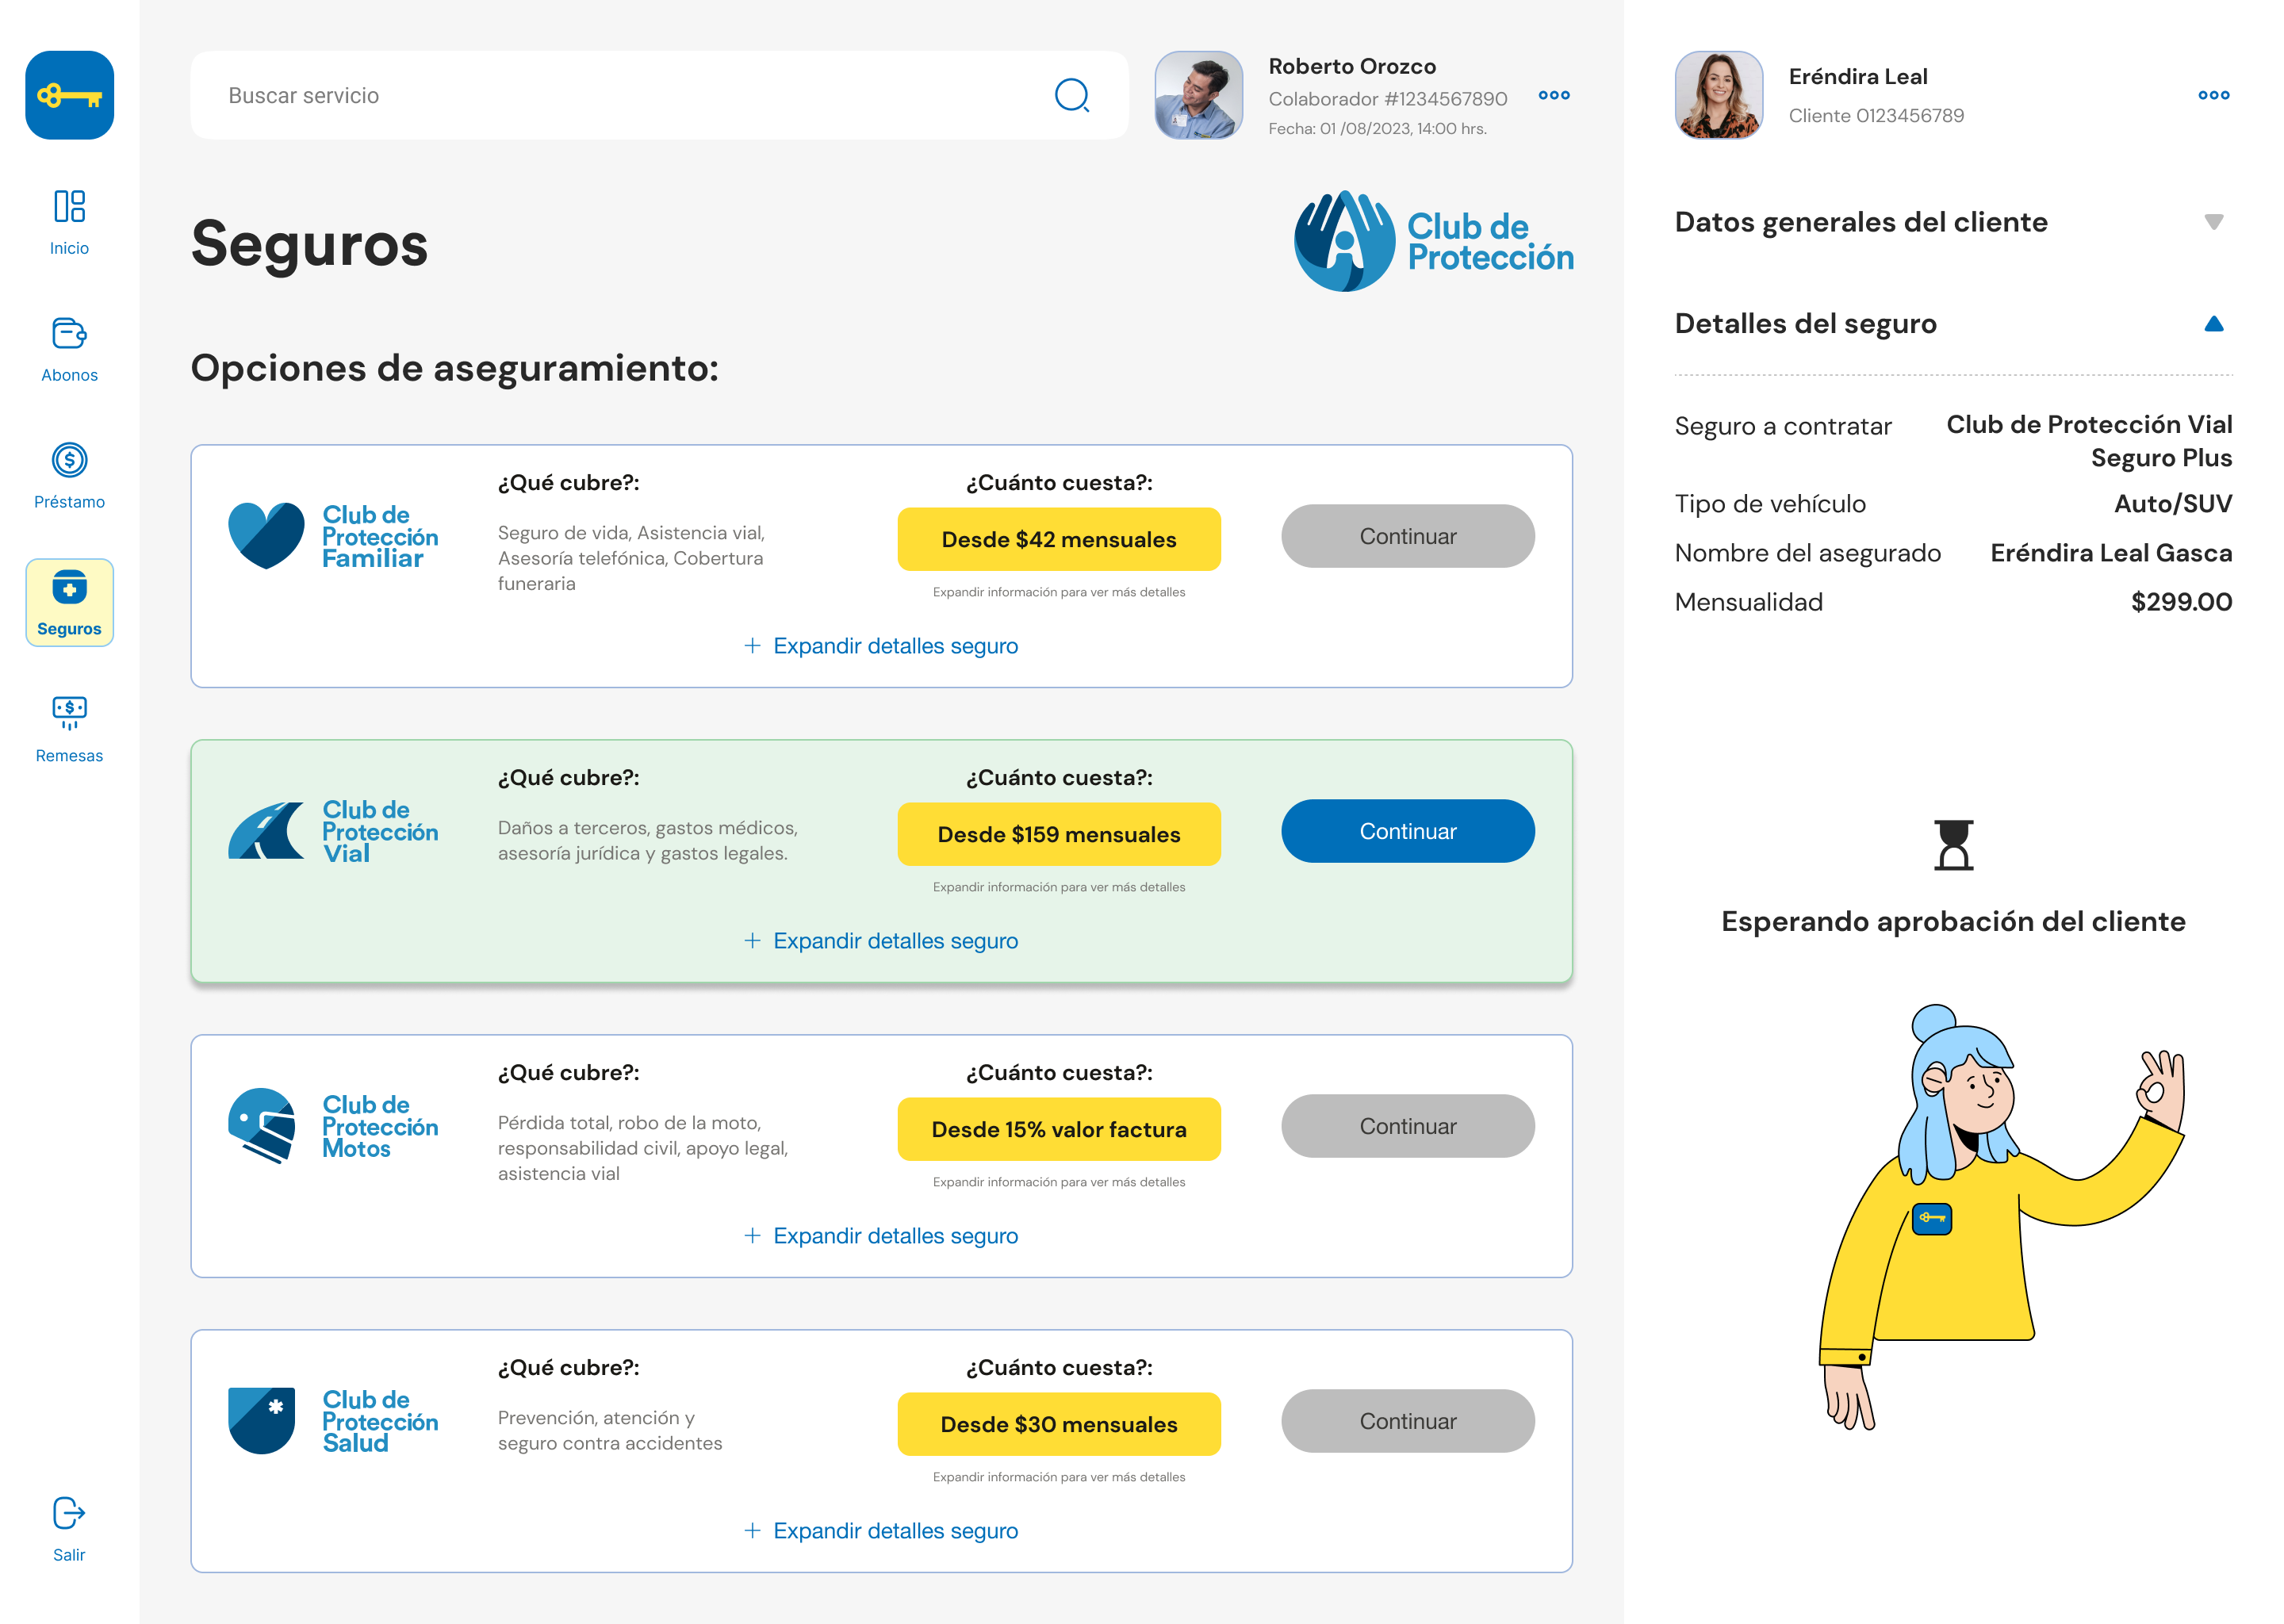 Inicio
Abonos
Préstamo
Seguros
Remesas
Salir
Buscar servicio
Roberto Orozco
Colaborador #1234567890
Fecha: 01 /08/2023, 14:00 hrs.
Seguros
Club de
Protección
Opciones de aseguramiento:
Club de
Protección
Familiar
¿Qué cubre?:
Seguro de vida, Asistencia vial,
Asesoría telefónica, Cobertura
funeraria
¿Cuánto cuesta?:
Desde $42 mensuales
Expandir información para ver más detalles
Continuar
+ Expandir detalles seguro
Club de
Protección
Vial
¿Qué cubre?:
Daños a terceros, gastos médicos,
asesoría jurídica y gastos legales.
¿Cuánto cuesta?:
Desde $159 mensuales
Expandir información para ver más detalles
Continuar
+ Expandir detalles seguro
Club de
Protección
Motos
¿Qué cubre?:
Pérdida total, robo de la moto,
responsabilidad civil, apoyo legal,
asistencia vial
¿Cuánto cuesta?:
Desde 15% valor factura
Expandir información para ver más detalles
Continuar
+ Expandir detalles seguro
Club de
Protección
Salud
¿Qué cubre?:
Prevención, atención y
seguro contra accidentes
¿Cuánto cuesta?:
Desde $30 mensuales
Expandir información para ver más detalles
Continuar
+ Expandir detalles seguro
Eréndira Leal
Cliente 0123456789
Datos generales del cliente
Detalles del seguro
Seguro a contratar Club de Protección Vial
Seguro Plus
Tipo de vehículo Auto/SUV
Nombre del asegurado Eréndira Leal Gasca
Mensualidad $299.00
Esperando aprobación del cliente